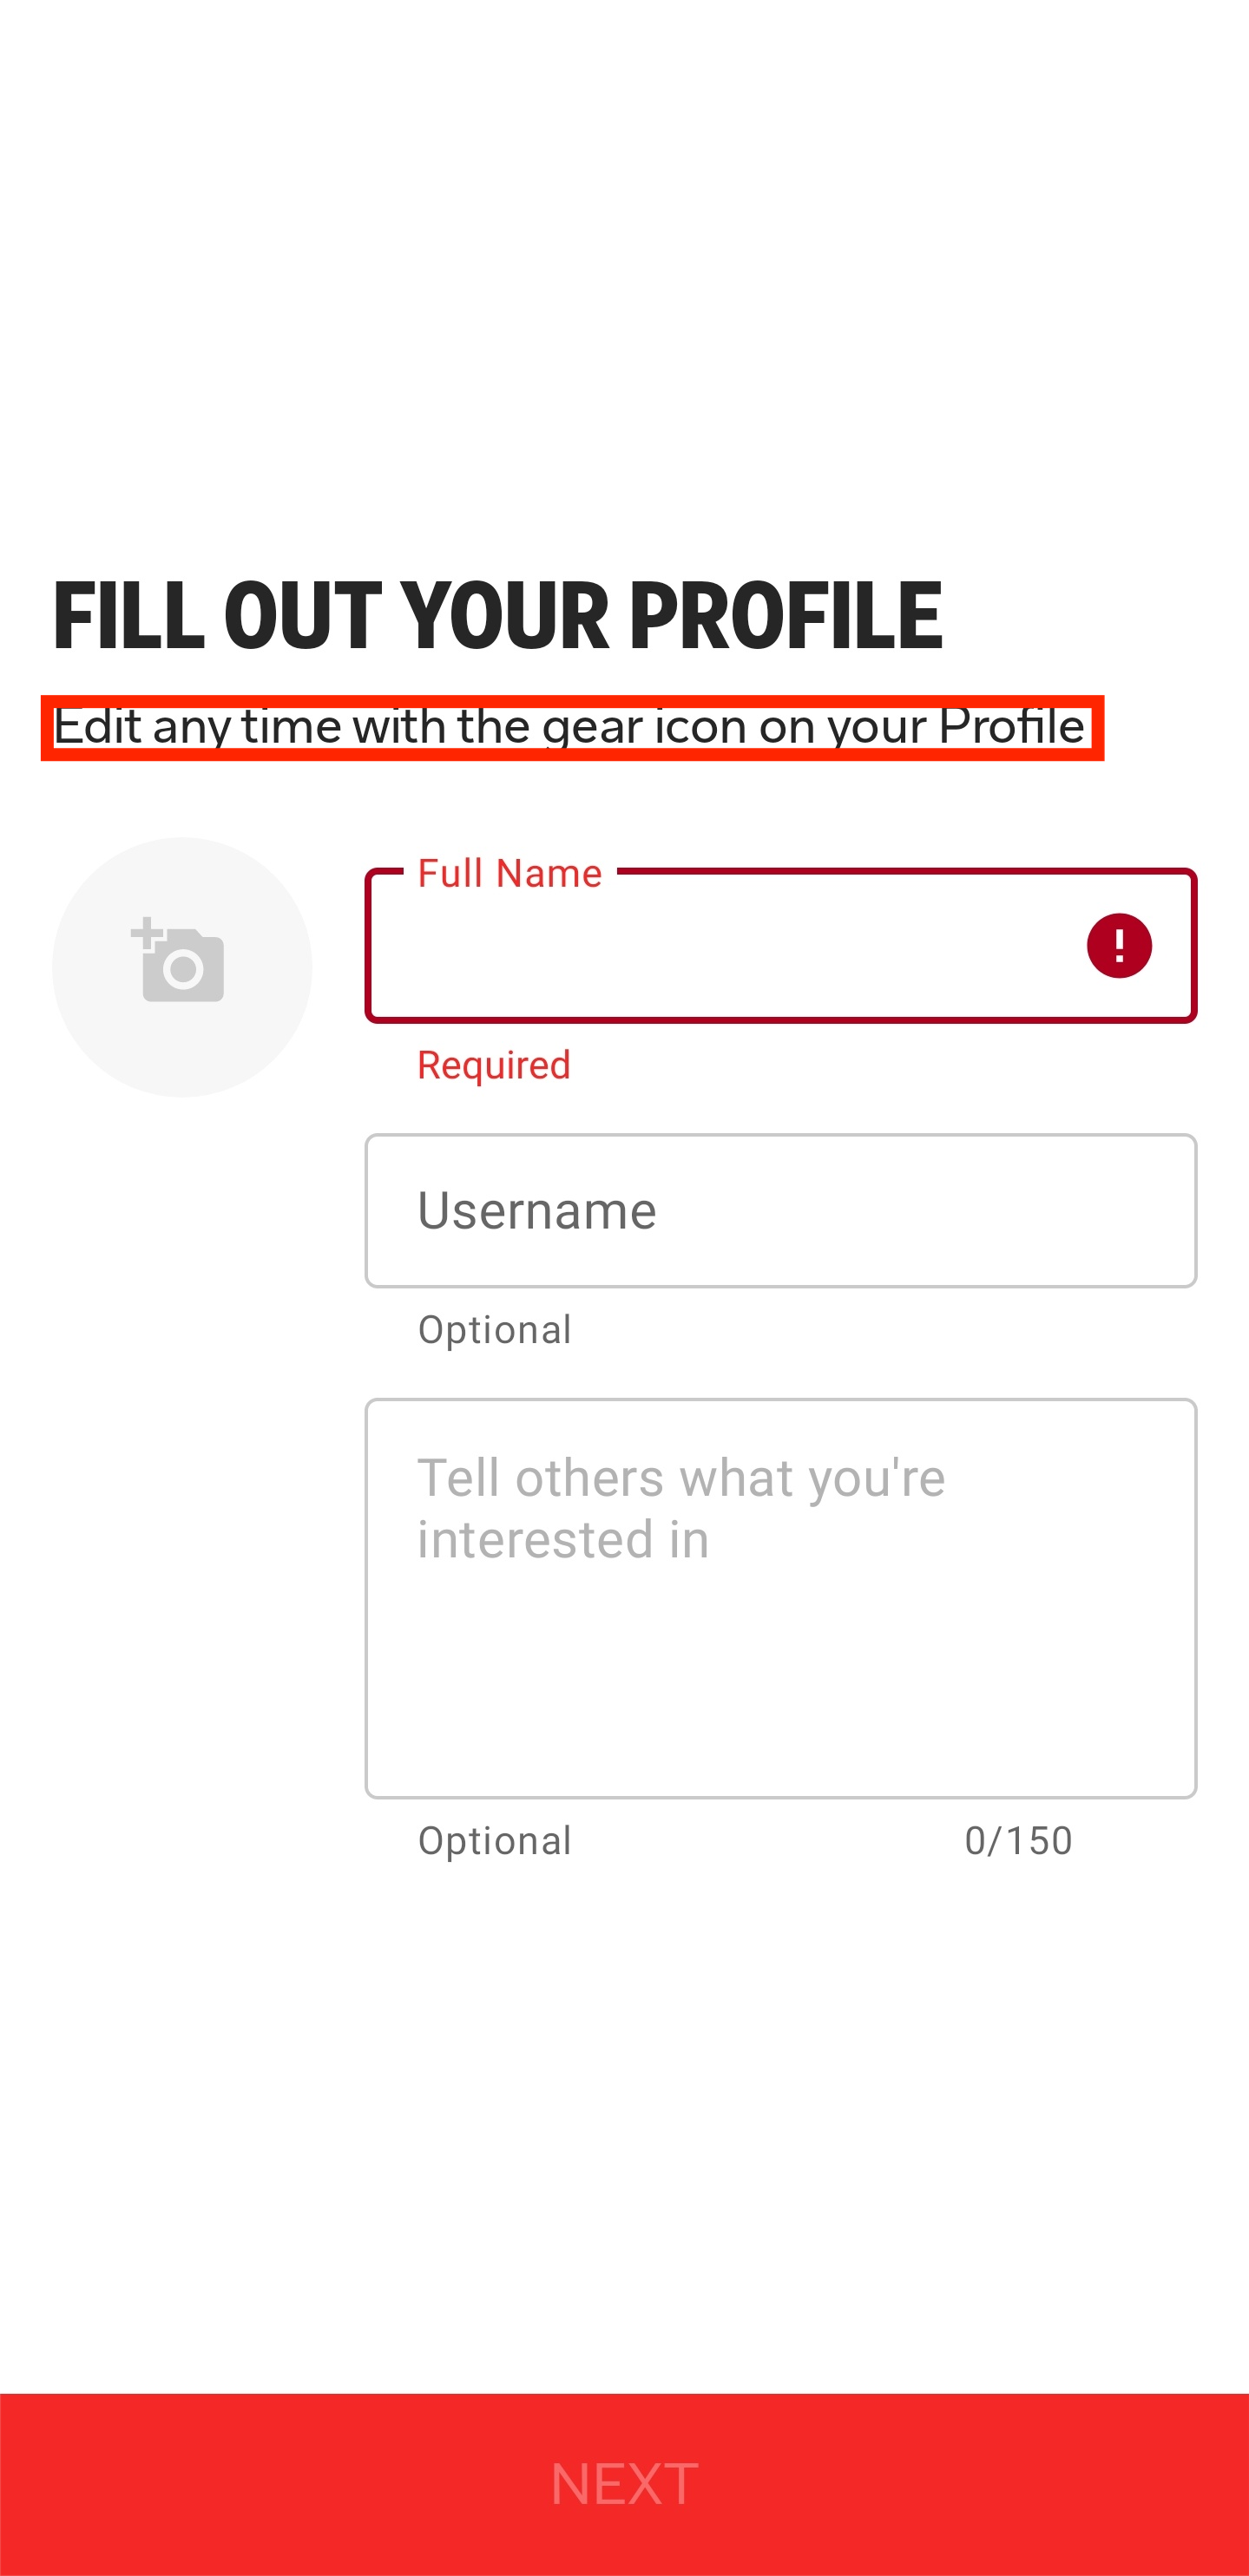 FILL OUT YOUR PROFILE
Edit any time with the gear icon on your Profile
Full Name
Required
Username
Optional
Tell others what you're
interested in
Optional 0/150
NEXT